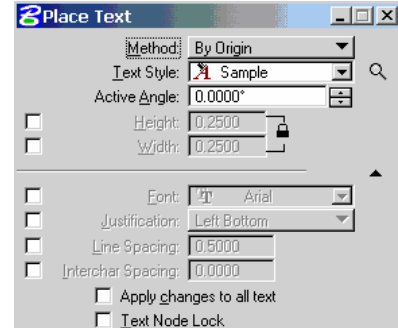 Place Text
Method: By Origin
Text Style: Sample
Active Angle: 0.0000°
Height: 0.2500
Width: 0.2500
Font: Arial
Justification: Left Bottom
Line Spacing: 0.5000
Interchar Spacing: 0.0000
Apply changes to all text
Text Node Lock